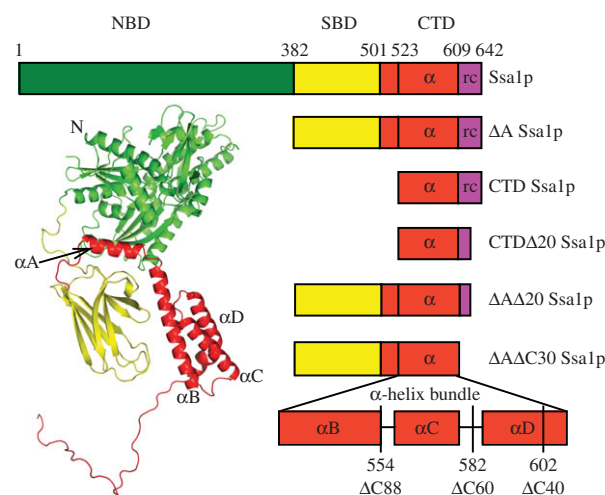 NBD SBD CTD
1 382 501 523 609 642
α rc Ssa1p
N
α rc ΔA Ssa1p
α rc CTD Ssa1p
αA
α CTDΔ20 Ssa1p
α ΔAΔ20 Ssa1p
αD
αC
αB
α ΔAΔC30 Ssa1p
α-helix bundle
αB αC αD
554 582 602
ΔC88 ΔC60 ΔC40